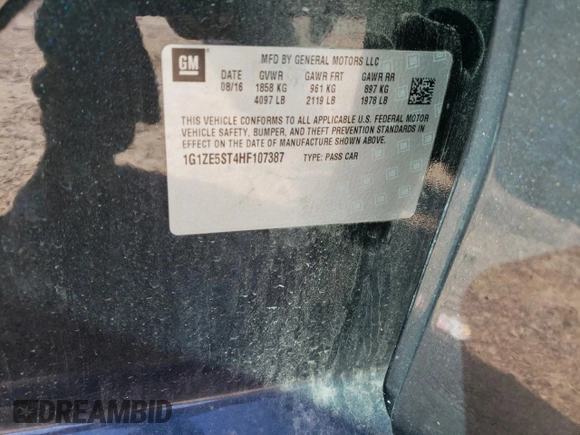 GM
MFD BY GENERAL MOTORS LLC
DATE GVWR GAWR FRT GAWR RR
08/16 1858 KG 961 KG 897 KG
4097 LB 2119 LB 1978 LB
THIS VEHICLE CONFORMS TO ALL APPLICABLE U.S. FEDERAL MOTOR
VEHICLE SAFETY, BUMPER, AND THEFT PREVENTION STANDARDS IN
EFFECT ON THE DATE OF MANUFACTURE SHOWN ABOVE.
1G1ZE5ST4HF107387 TYPE: PASS CAR
DREAMBID